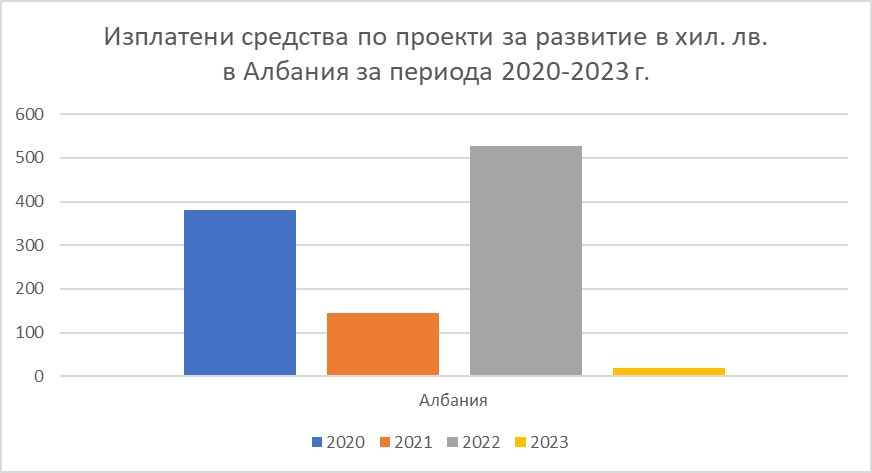 Изплатени средства по проекти за развитие в хил. лв.
в Албания за периода 2020-2023 г.
600
500
400
300
200
100
0
Албания
2020 2021 2022 2023